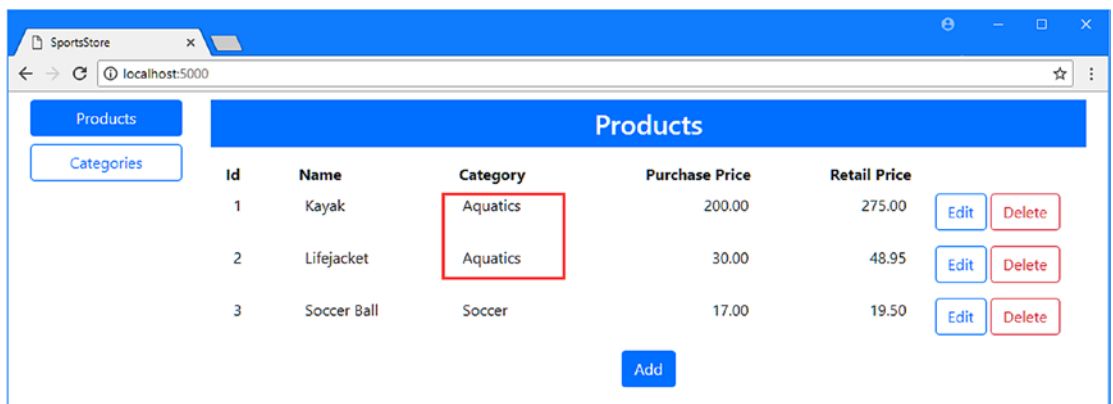 SportsStore
localhost:5000
Products Products
Categories
Id Name Category Purchase Price Retail Price
1 Kayak Aquatics 200.00 275.00 Edit Delete
2 Lifejacket Aquatics 30.00 48.95 Edit Delete
3 Soccer Ball Soccer 17.00 19.50 Edit Delete
Add